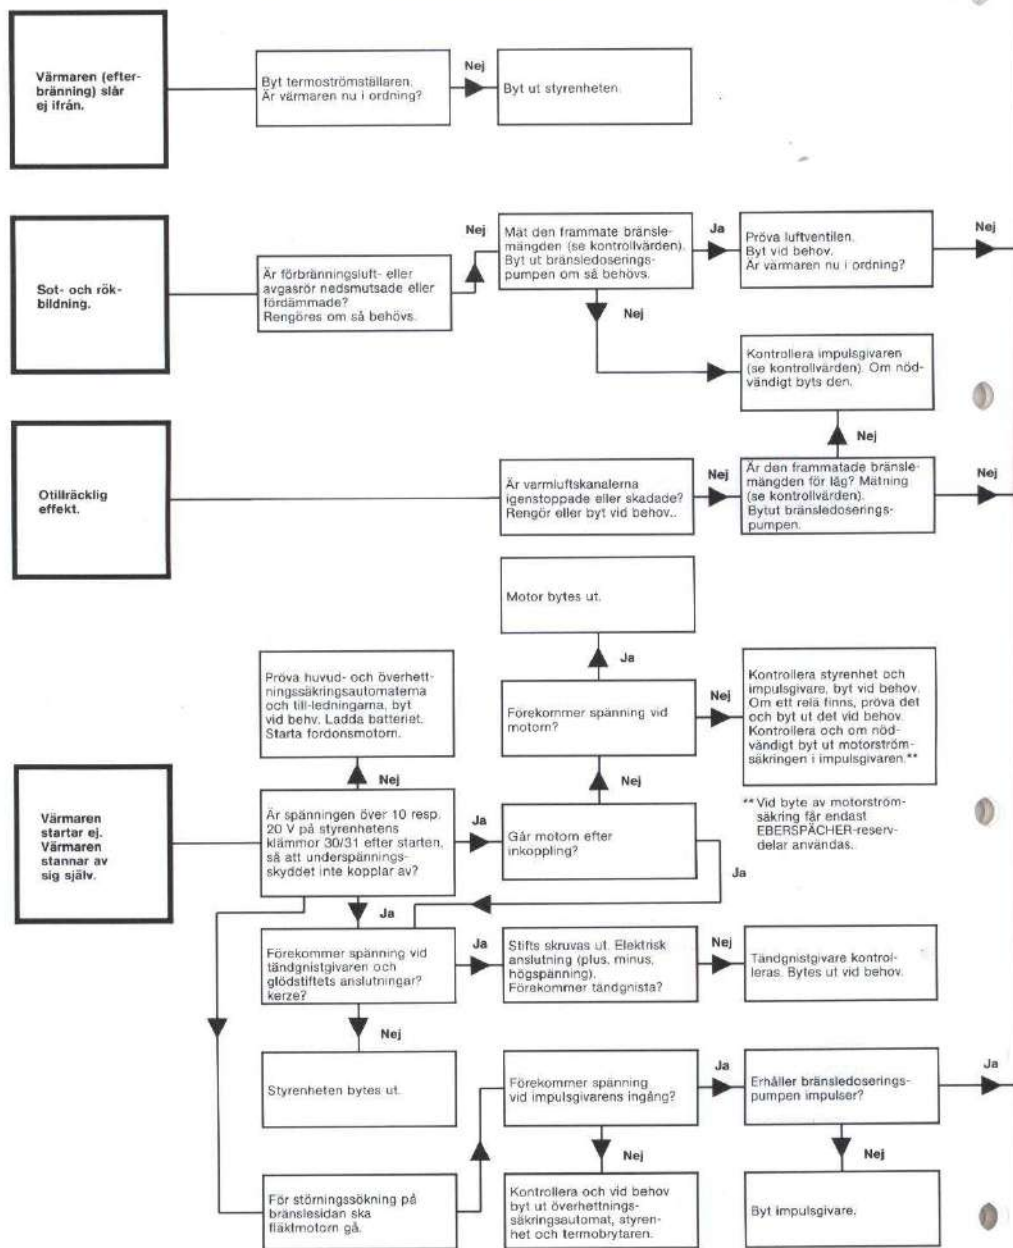 Värmaren (efter-
bränning) slår
ej ifrån.
Byt termoströmställaren.
Är värmaren nu i ordning?
Nej
Byt ut styrenheten
Sot- och rök-
bildning.
Är förbränningsluft- eller
avgasrör nedsmutsade eller
fördämmade?
Rengöres om så behövs.
Nej
Mät den frammate bränsle-
mängden (se kontrollvärden).
Byt ut bränsledoserings-
pumpen om så behövs.
Ja
Pröva luftventilen.
Byt vid behov.
Är värmaren nu i ordning?
Nej
Nej
Kontrollera impulsgivaren
(se kontrollvärden). Om nöd-
vändigt byts den.
Nej
Otillräcklig
effekt.
Är varmluftskanalerna
igenstoppade eller skadade?
Rengör eller byt vid behov..
Nej
Är den frammatade bränsle-
mängden för låg? Mätning
(se kontrollvärden).
Bytut bränsledoserings-
pumpen.
Nej
Motor bytes ut.
Ja
Pröva huvud- och överhett-
ningssäkringsautomaterna
och till-ledningarna, byt
vid behv. Ladda batteriet.
Starta fordonsmotorn.
Nej
Förekommer spänning vid
motorn?
Nej
Kontrollera styrenhet och
impulsgivare, byt vid behov.
Om ett relä finns, pröva det
och byt ut det vid behov.
Kontrollera och om nöd-
vändigt byt ut motorström-
säkringen i impulsgivaren.**
Nej
** Vid byte av motorström-
säkring får endast
EBERSPÄCHER-reserv-
delar användas.
Värmaren
startar ej.
Värmaren
stannar av
sig själv.
Är spänningen över 10 resp.
20 V på styrenhetens
klämmor 30/31 efter starten,
så att underspännings-
skyddet inte kopplar av?
Ja
Går motorn efter
inkoppling?
Ja
Ja
Förekommer spänning vid
tändgnistgivaren och
glödstiftets anslutningar?
kerze?
Ja
Stifts skruvas ut. Elektrisk
anslutning (plus, minus,
högspänning).
Förekommer tändgnista?
Nej
Tändgnistgivare kontrol-
leras. Bytes ut vid behov.
Nej
Styrenheten bytes ut.
Förekommer spänning
vid impulsgivarens ingång?
Ja
Erhåller bränsledoserings-
pumpen impulser?
Ja
Nej
Nej
För störningssökning på
bränslesidan ska
fläktmotorn gå.
Kontrollera och vid behov
byt ut överhettnings-
säkringsautomat, styren-
het och termobrytaren.
Byt impulsgivare.